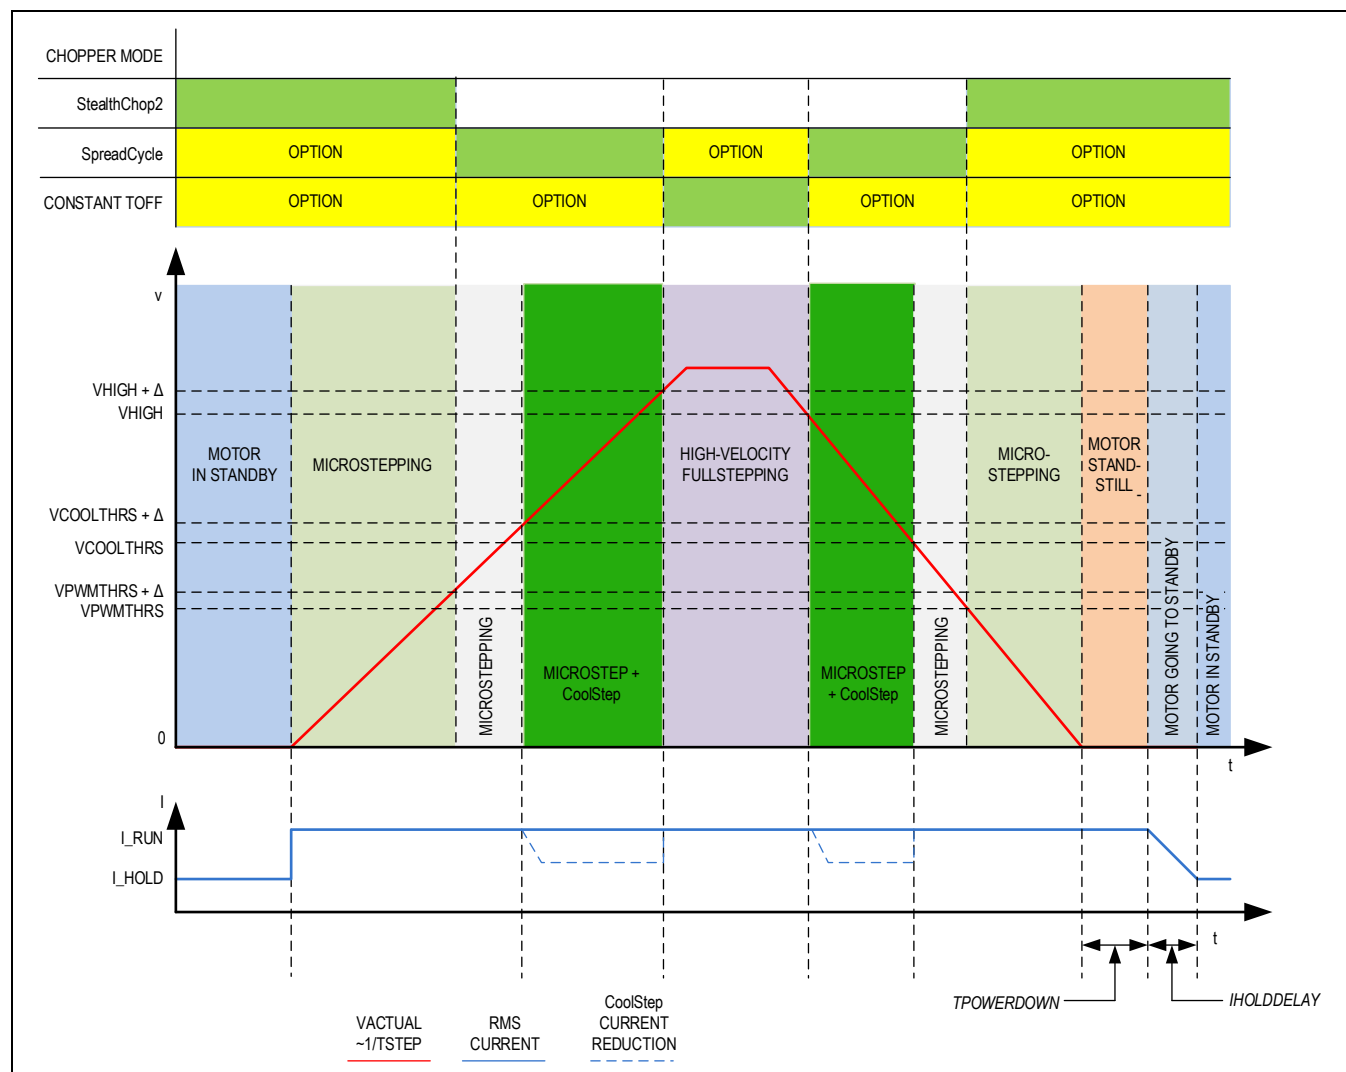 CHOPPER MODE
StealthChop2
SpreadCycle
OPTION
OPTION
OPTION
CONSTANT TOFF
OPTION
OPTION
OPTION
OPTION
v
VHIGH + Δ
VHIGH
VCOOLTHRS + Δ
VCOOLTHRS
VPWMTHRS + Δ
VPWMTHRS
0
MOTOR
IN STANDBY
MICROSTEPPING
MICROSTEPPING
MICROSTEP +
CoolStep
HIGH-VELOCITY
FULLSTEPPING
MICROSTEP
+ CoolStep
MICROSTEPPING
MICRO-
STEPPING
MOTOR
STAND-
STILL
-
MOTOR GOING TO STANDBY
MOTOR IN STANDBY
t
I
I_RUN
I_HOLD
t
TPOWERDOWN
IHOLDDELAY
VACTUAL
~1/TSTEP
RMS
CURRENT
CoolStep
CURRENT
REDUCTION